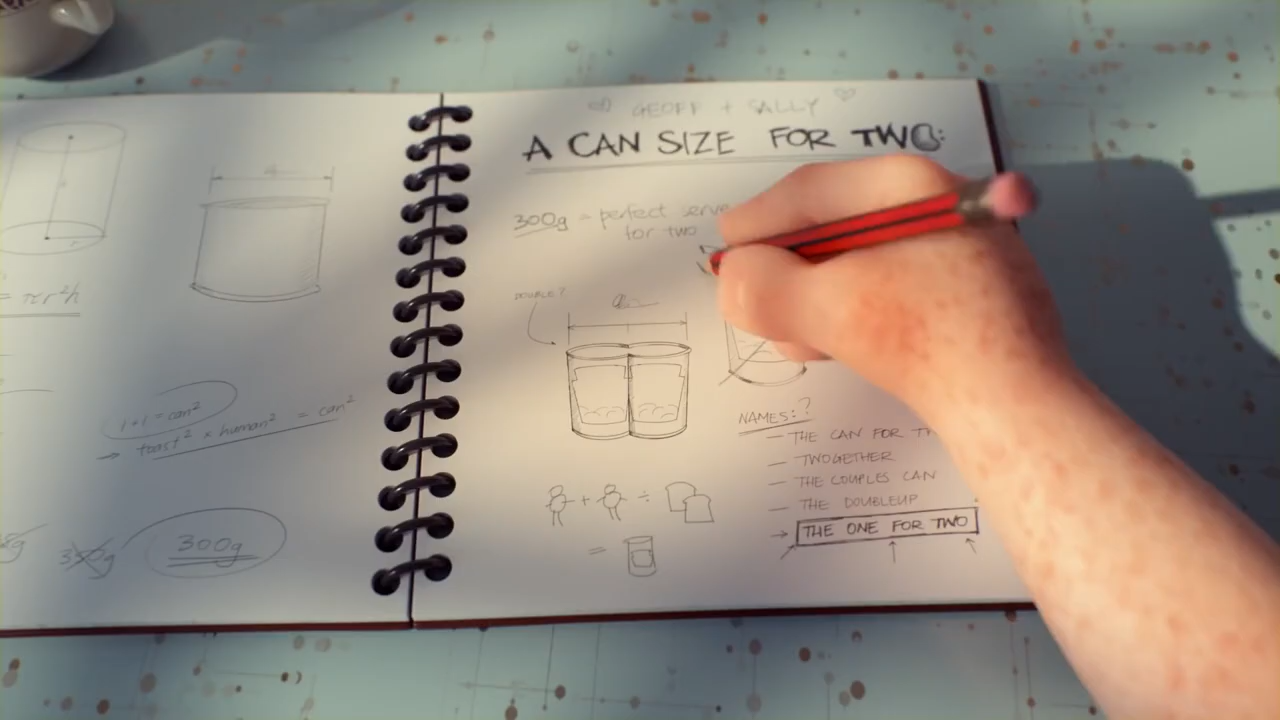 = πr²h
1+1 = can²
→ toast² x human² = can²
300g
GEOFF + SALLY
A CAN SIZE FOR TWO:
300g = perfect serve
for two
DOUBLE?
NAMES:?
— THE CAN FOR
— TWOGETHER
— THE COUPLES CAN
— THE DOUBLEUP
→ THE ONE FOR TWO